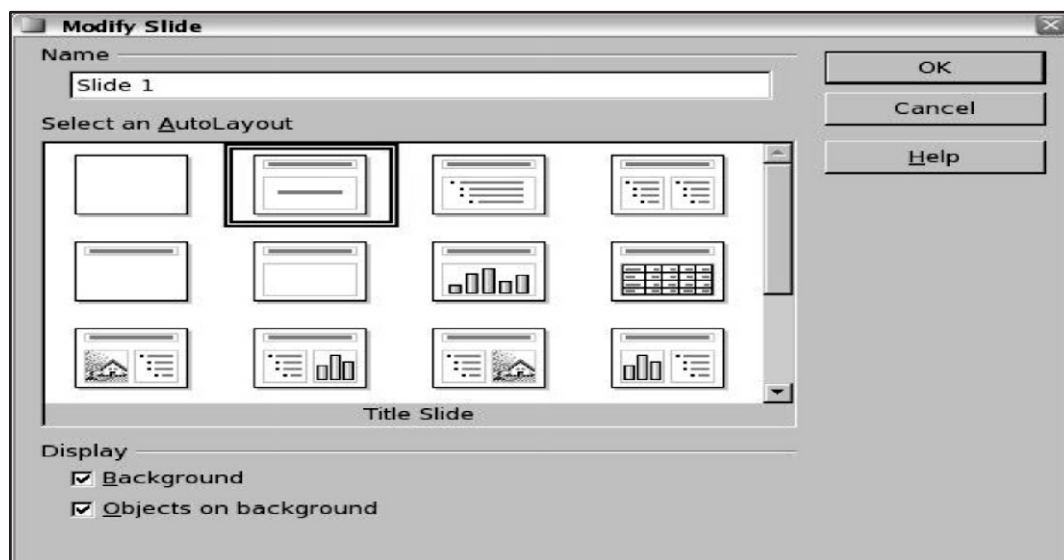 Modify Slide
Name
Slide 1
Select an AutoLayout
Title Slide
Display
Background
Objects on background
OK
Cancel
Help